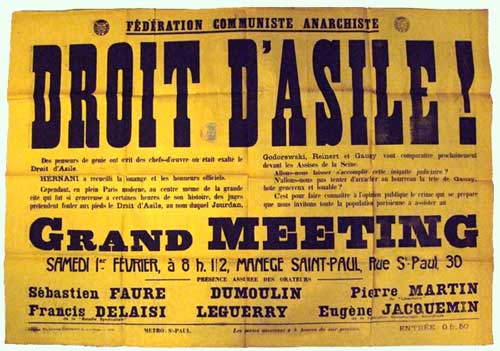 FÉDÉRATION COMMUNISTE ANARCHISTE
DROIT D'ASILE !
Des penseurs de génie ont écrit des chefs-d'œuvre où était exalté le
Droit d'Asile.
HERNANI a recueilli la louange et les honneurs officiels.
Cependant, en plein Paris moderne, au centre même de la grande
cité qui fut si généreuse à certaines heures de son histoire, des juges
prétendent fouler aux pieds le Droit d'Asile, au nom duquel Jourdan,
Godorewski, Reinert et Gauzy vont comparaître prochainement
devant les Assises de la Seine.
Allons-nous laisser s'accomplir cette iniquité judiciaire ?
N'allons-nous pas tenter d'arracher au bourreau la tête de Gauzy,
hôte généreux et louable ?
C'est pour faire connaître à l'opinion publique le crime qui se prépare
que nous invitons toute la population parisienne à assister au
GRAND MEETING
SAMEDI 1er FÉVRIER, à 8 h. 1/2, MANÈGE SAINT-PAUL, Rue St-Paul, 30
PRÉSENCE ASSURÉE DES ORATEURS
Sébastien FAURE DUMOULIN Pierre MARTIN
Francis DELAISI LEGUERRY Eugène JACQUEMIN
de la "Bataille Syndicaliste"
MÉTRO: St-PAUL
Les portes ouvriront à 8 heures du soir
ENTRÉE: 0 fr. 50